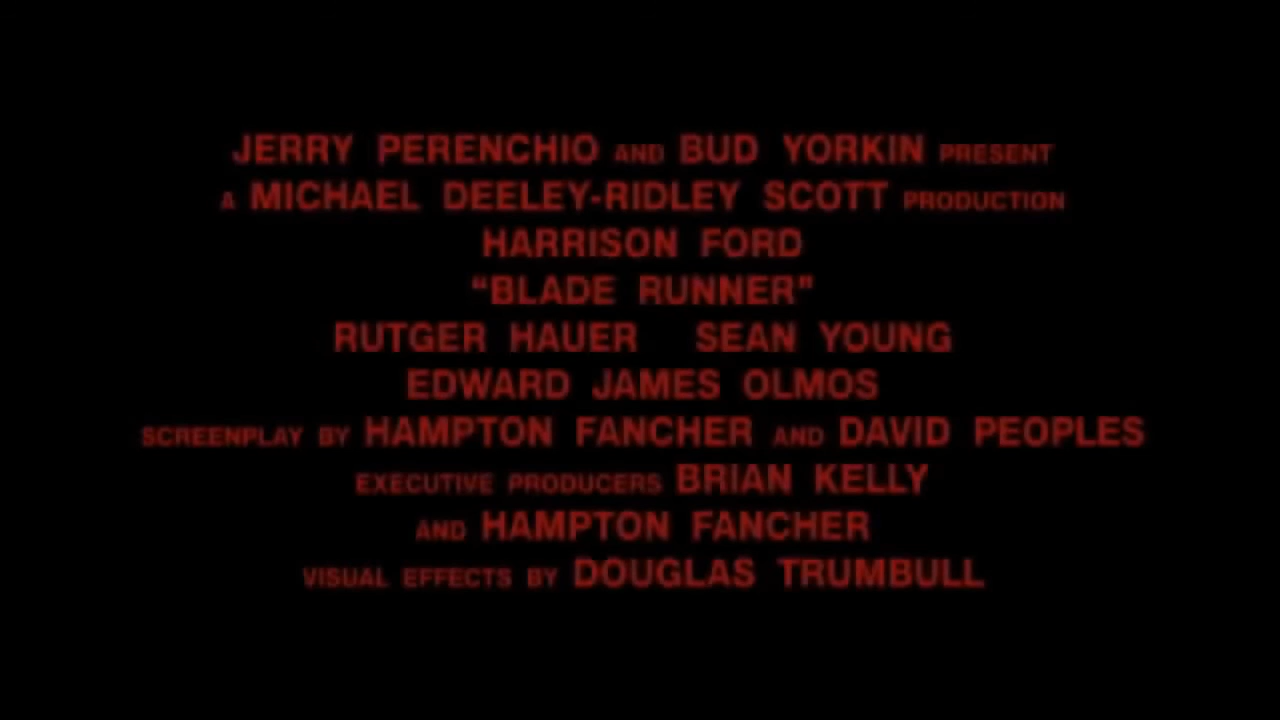 JERRY PERENCHIO AND BUD YORKIN PRESENT
A MICHAEL DEELEY-RIDLEY SCOTT PRODUCTION
HARRISON FORD
“BLADE RUNNER”
RUTGER HAUER SEAN YOUNG
EDWARD JAMES OLMOS
SCREENPLAY BY HAMPTON FANCHER AND DAVID PEOPLES
EXECUTIVE PRODUCERS BRIAN KELLY
AND HAMPTON FANCHER
VISUAL EFFECTS BY DOUGLAS TRUMBULL